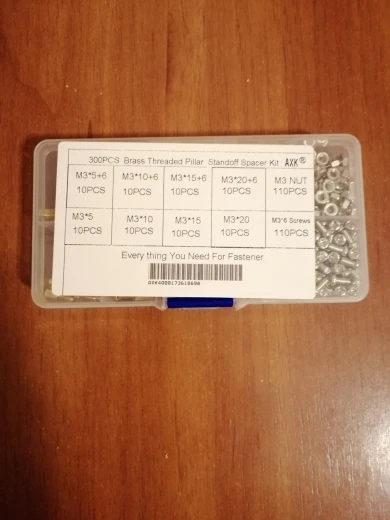 300PCS Brass Threaded Pillar Standoff Spacer Kit AXK®
M3*5+6 M3*10+6 M3*15+6 M3*20+6 M3 NUT
10PCS 10PCS 10PCS 10PCS 110PCS
M3*5 M3*10 M3*15 M3*20 M3*6 Screws
10PCS 10PCS 10PCS 10PCS 110PCS
Every thing You Need For Fastener